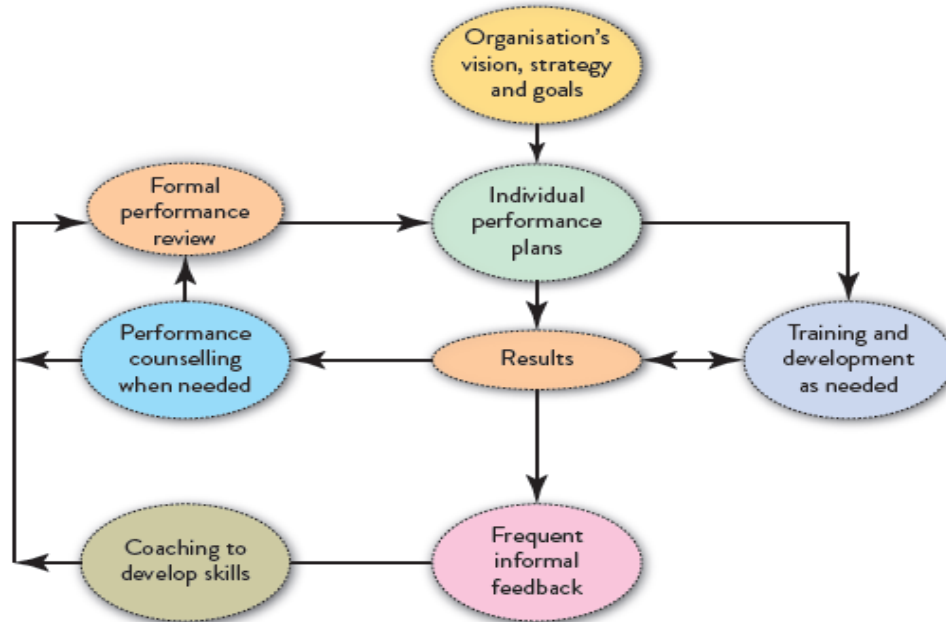 Organisation's
vision, strategy
and goals
Formal
performance
review
Individual
performance
plans
Performance
counselling
when needed
Results
Training and
development
as needed
Coaching to
develop skills
Frequent
informal
feedback